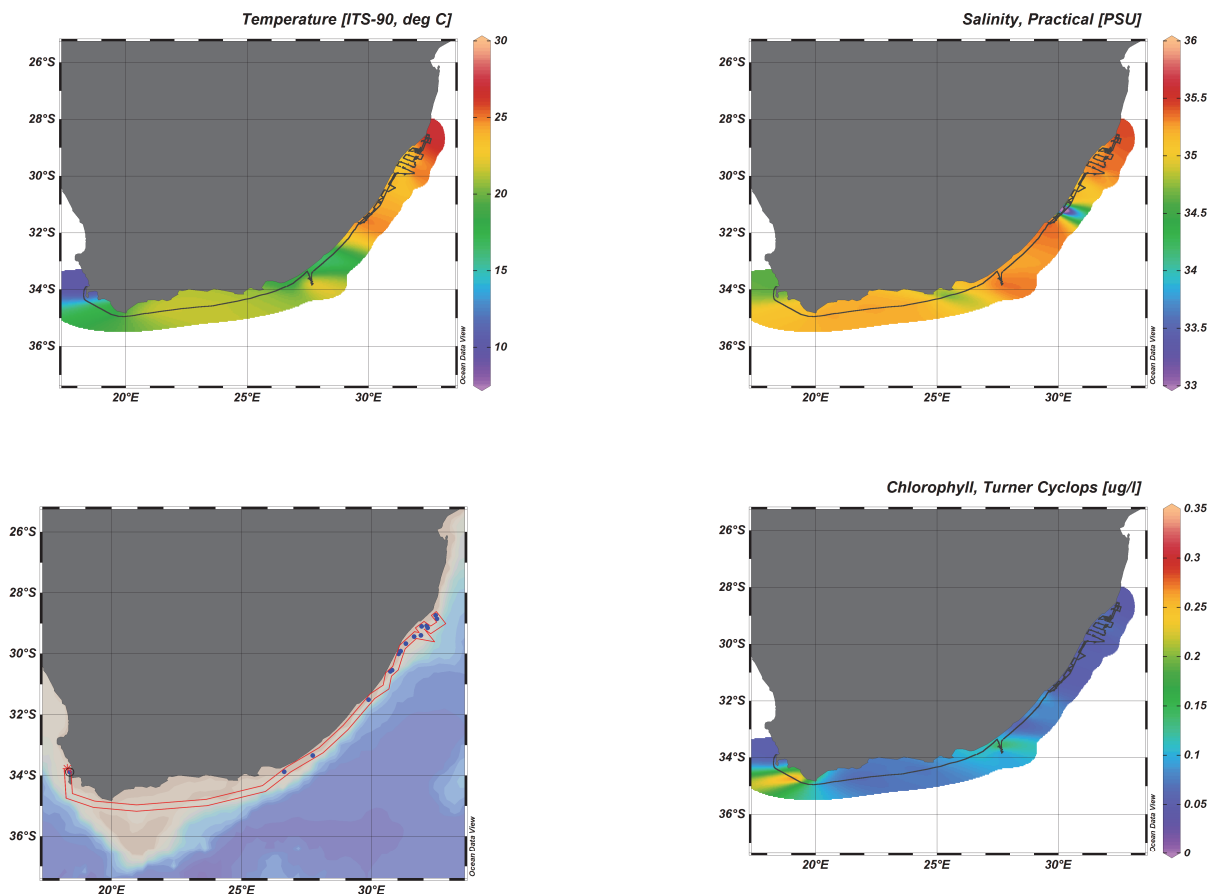 Temperature [ITS-90, deg C]
26°S
28°S
30°S
32°S
34°S
36°S
20°E
25°E
30°E
30
25
20
15
10
Ocean Data View
Salinity, Practical [PSU]
26°S
28°S
30°S
32°S
34°S
36°S
20°E
25°E
30°E
36
35.5
35
34.5
34
33.5
33
Ocean Data View
26°S
28°S
30°S
32°S
34°S
36°S
20°E
25°E
30°E
Ocean Data View
Chlorophyll, Turner Cyclops [ug/l]
26°S
28°S
30°S
32°S
34°S
36°S
20°E
25°E
30°E
0.35
0.3
0.25
0.2
0.15
0.1
0.05
0
Ocean Data View